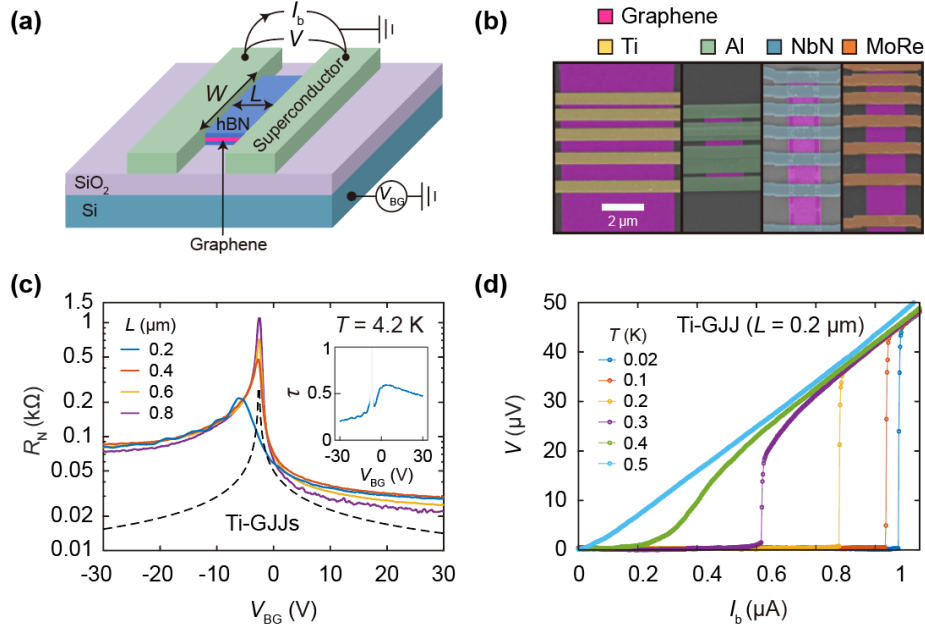 (a)
I_b
V
W
L
hBN
Superconductor
SiO₂
Si
V_BG
Graphene
(b)
Graphene
Ti Al NbN MoRe
2 μm
(c)
1.5
1
0.5
0.1
0.05
0.02
0.01
R_N (kΩ)
L (μm)
0.2
0.4
0.6
0.8
T = 4.2 K
τ
1.0
0.5
0
-30 0 30
V_BG (V)
Ti-GJJs
-30 -20 -10 0 10 20 30
V_BG (V)
(d)
50
40
30
20
10
0
V (μV)
Ti-GJJ (L = 0.2 μm)
T (K)
0.02
0.1
0.2
0.3
0.4
0.5
0 0.2 0.4 0.6 0.8 1
I_b (μA)